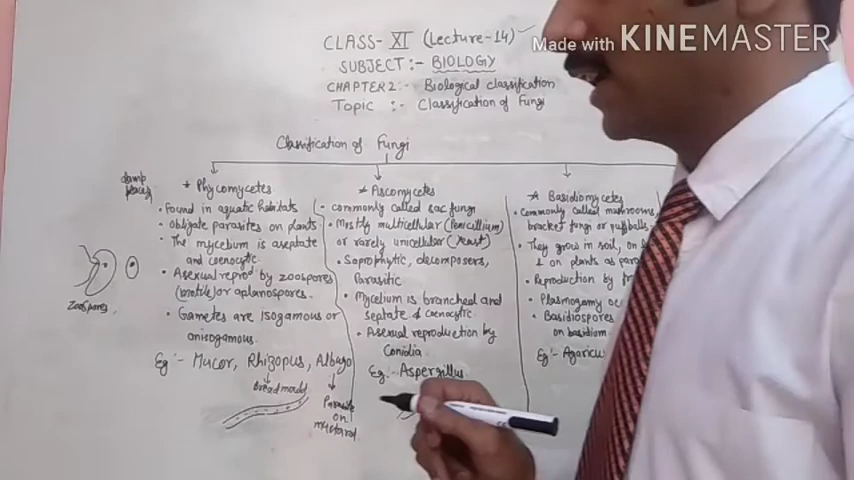 Made with KINEMASTER
CLASS- XI (Lecture-14)
SUBJECT :- BIOLOGY
CHAPTER 2 :- Biological classification
Topic :- Classification of Fungi
Classification of Fungi
damp
places
* Phycomycetes
• Found in aquatic habitats
• Obligate parasites on plants
• The mycelium is aseptate
and coenocytic
• Asexual reprodn by zoospores
(motile) or aplanospores.
• Gametes are isogamous or
anisogamous.
Eg:- Mucor, Rhizopus, Albugo
Bread mould
Parasite
on
mustard
Zoospores
* Ascomycetes
• commonly called sac fungi
• Mostly multicellular (Penicillium)
or rarely unicellular (yeast)
• Saprophytic, decomposers,
Parasitic
• Mycelium is branched and
septate & coenocytic
• Asexual reproduction by
Conidia
Eg:- Aspergillus
* Basidiomycetes
• Commonly called mushrooms,
bracket fungi or puffballs
• They grow in soil, on
& on plants as
• Reproduction by
• Plasmogamy
• Basidiospores
on basidium
Eg:-